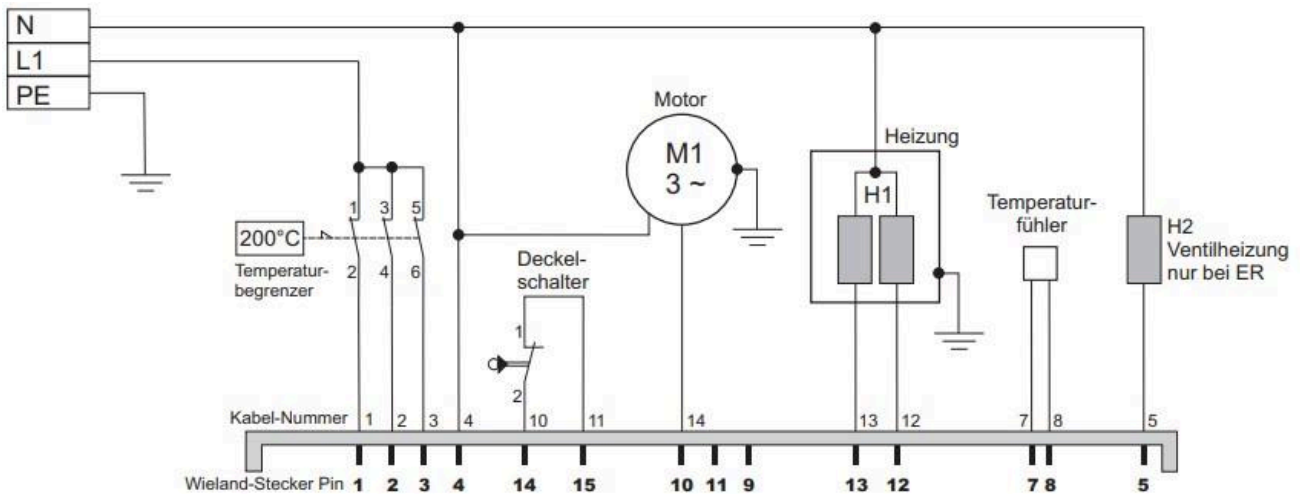 N
L1
PE
Motor
M1
3 ~
Heizung
H1
Temperatur-
fühler
H2
Ventilheizung
nur bei ER
1 3 5
200°C
2 4 6
Temperatur-
begrenzer
Deckel-
schalter
1
2
Kabel-Nummer 1 2 3 4 10 11 14 13 12 7 8 5
Wieland-Stecker Pin 1 2 3 4 14 15 10 11 9 13 12 7 8 5